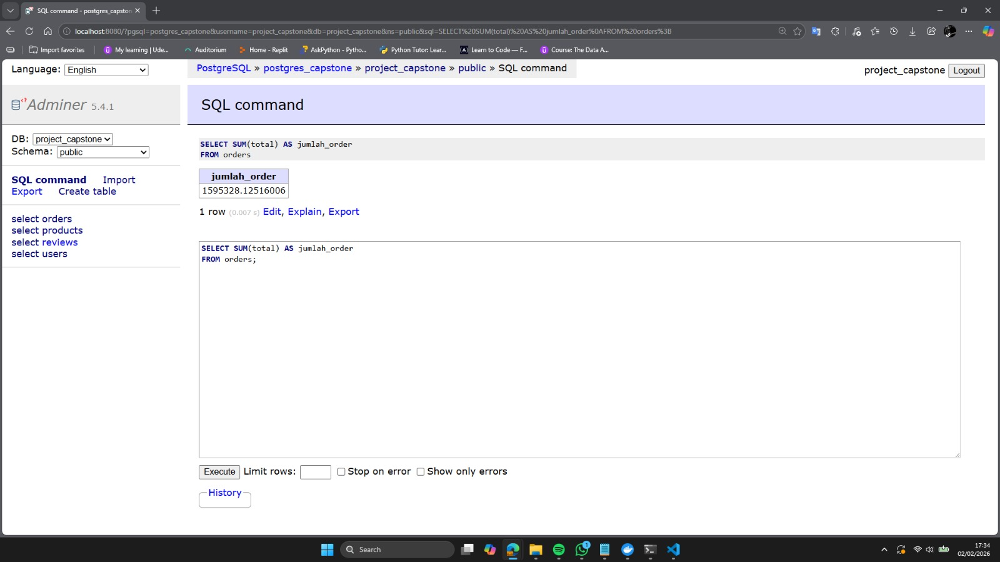 SQL command - postgres_capston
localhost:8080/?pgsql=postgres_capstone&username=project_capstone&db=project_capstone&ns=public&sql=SELECT%20SUM(total)%20AS%20jumlah_order%0AFROM%20orders%3B
Import favorites
My learning | Ude...
Auditorium
Home - Replit
AskPython - Pytho...
Python Tutor: Lear...
Learn to Code — F...
Course: The Data A...
Language: English
PostgreSQL » postgres_capstone » project_capstone » public » SQL command
project_capstone Logout
Adminer 5.4.1
SQL command
DB: project_capstone
Schema: public
SQL command Import
Export Create table
select orders
select products
select reviews
select users
SELECT SUM(total) AS jumlah_order
FROM orders
jumlah_order
1595328.12516006
1 row (0.007 s) Edit, Explain, Export
SELECT SUM(total) AS jumlah_order
FROM orders;
Execute Limit rows: Stop on error Show only errors
History
Search
1
17:34
02/02/2026